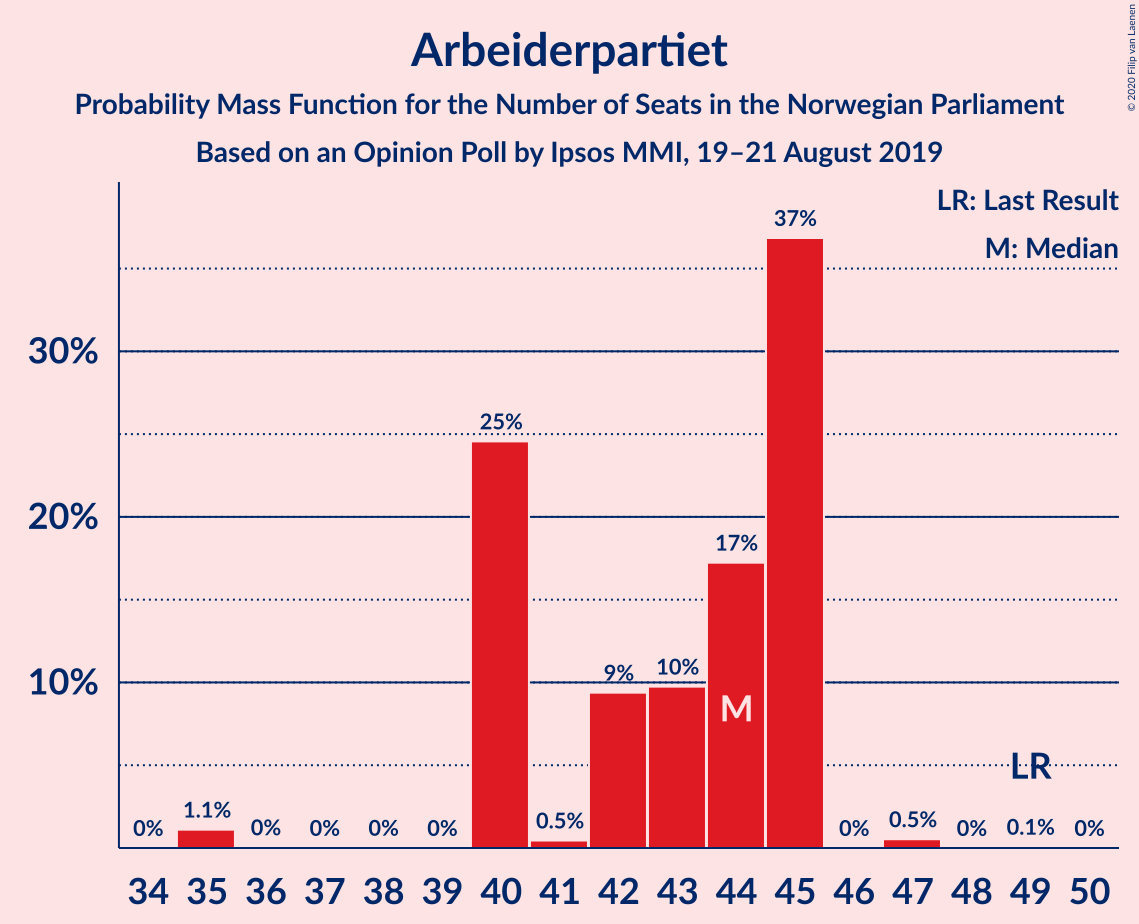 Arbeiderpartiet
Probability Mass Function for the Number of Seats in the Norwegian Parliament
Based on an Opinion Poll by Ipsos MMI, 19–21 August 2019
© 2020 Filip van Laenen
LR: Last Result
M: Median
37%
30%
25%
20%
17%
10%
9%
10%
M
LR
0%
1.1%
0%
0%
0%
0%
0.5%
0%
0.5%
0%
0.1%
0%
34 35 36 37 38 39 40 41 42 43 44 45 46 47 48 49 50